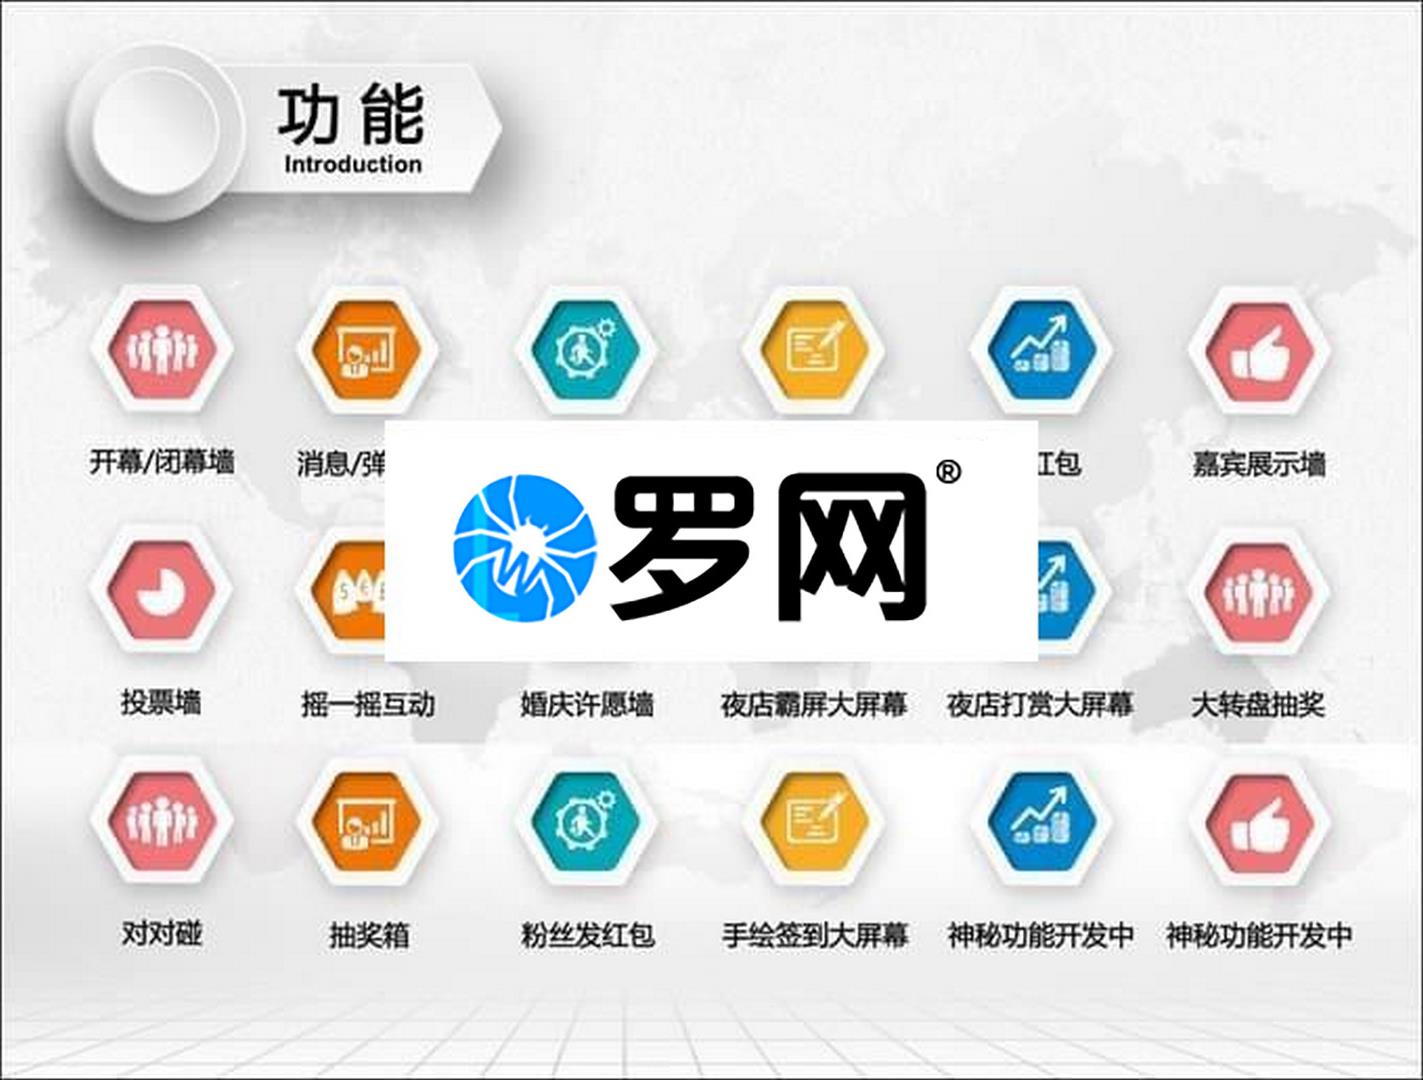 功能
Introduction
开幕/闭幕墙 消息/弹 红包 嘉宾展示墙
罗网®
投票墙 摇一摇互动 婚庆许愿墙 夜店霸屏大屏幕 夜店打赏大屏幕 大转盘抽奖
对对碰 抽奖箱 粉丝发红包 手绘签到大屏幕 神秘功能开发中 神秘功能开发中